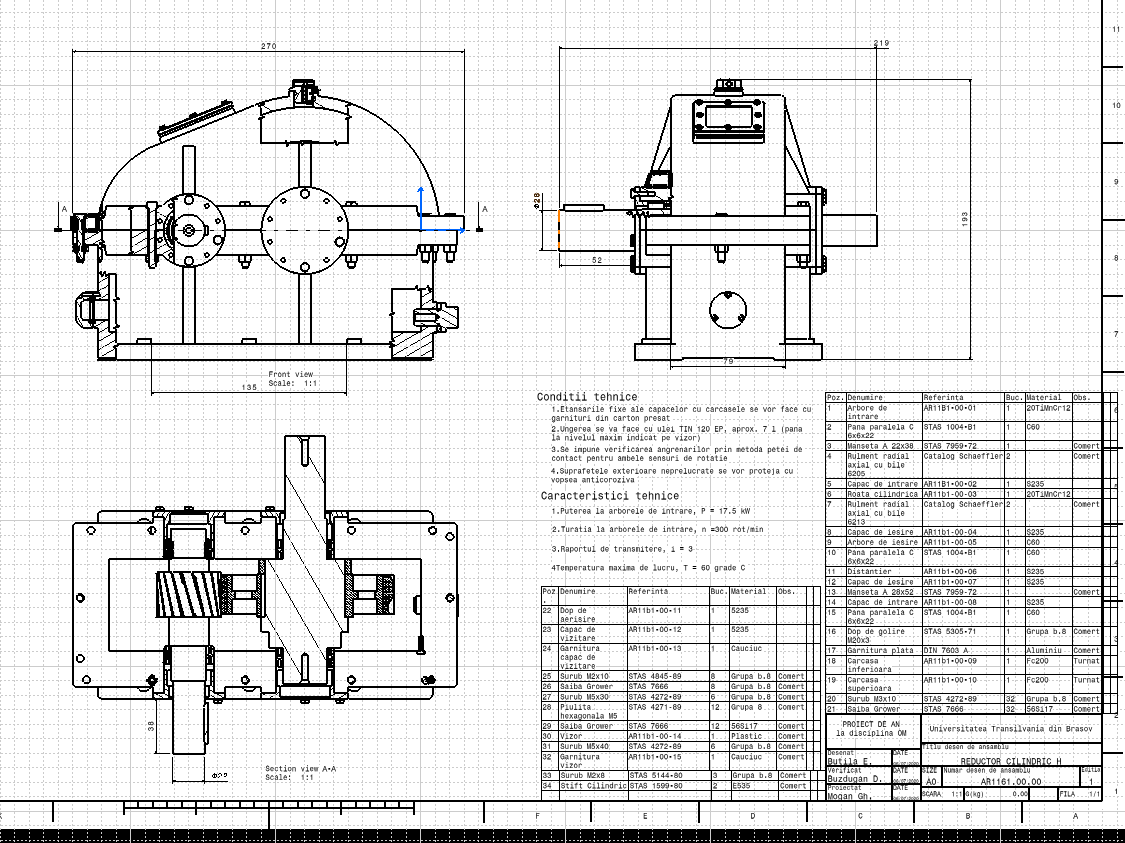 270
219
193
Φ28
52
79
A
A
Front view
Scale: 1:1
135
38
Section view A-A
Scale: 1:1
11
10
9
8
7
Conditii tehnice
1.Etansarile fixe ale capacelor cu carcasele se vor face cu
garnituri din carton presat
2.Ungerea se va face cu ulei TIN 120 EP, aprox. 7 l (pana
la nivelul maxim indicat pe vizor)
3.Se impune verificarea angrenarilor prin metoda petei de
contact pentru ambele sensuri de rotatie
4.Suprafetele exterioare neprelucrate se vor proteja cu
vopsea anticoroziva
Caracteristici tehnice
1.Puterea la arborele de intrare, P = 17.5 kW
2.Turatia la arborele de intrare, n =300 rot/min
3.Raportul de transmitere, i = 3
4Temperatura maxima de lucru, T = 60 grade C
Poz. Denumire Referinta Buc. Material Obs.
22 Dop de aerisire AR11b1-00-11 1 5235
23 Capac de vizitare AR11b1-00-12 1 5235
24 Garnitura capac de vizitare AR11b1-00-13 1 Cauciuc
25 Surub M2x10 STAS 4845-89 8 Grupa b.8 Comert
26 Saiba Grower STAS 7666 8 Grupa b.8 Comert
27 Surub M5x30 STAS 4272-89 6 Grupa b.8 Comert
28 Piulita hexagonala M5 STAS 4271-89 12 Grupa 8 Comert
29 Saiba Grower STAS 7666 12 56Si17 Comert
30 Vizor AR11b1-00-14 1 Plastic Comert
31 Surub M5x40 STAS 4272-89 6 Grupa b.8 Comert
32 Garnitura vizor AR11b1-00-15 1 Cauciuc Comert
33 Surub M2x8 STAS 5144-80 3 Grupa b.8 Comert
34 Stift Cilindric STAS 1599-80 2 E535 Comert
Poz. Denumire Referinta Buc. Material Obs.
1 Arbore de intrare AR11B1-00-01 1 20TiMnCr12
2 Pana paralela C 6x6x22 STAS 1004-B1 1 C60
3 Manseta A 22x38 STAS 7959-72 1 Comert
4 Rulment radial axial cu bile 6205 Catalog Schaeffler 2 Comert
5 Capac de intrare AR11B1-00-02 1 S235
6 Roata cilindrica AR11b1-00-03 1 20TiMnCr12
7 Rulment radial axial cu bile 6213 Catalog Schaeffler 2 Comert
8 Capac de iesire AR11b1-00-04 1 S235
9 Arbore de iesire AR11b1-00-05 1 C60
10 Pana paralela C 6x6x22 STAS 1004-B1 1 C60
11 Distantier AR11b1-00-06 1 S235
12 Capac de iesire AR11b1-00-07 1 S235
13 Manseta A 28x52 STAS 7959-72 1 Comert
14 Capac de intrare AR11b1-00-08 1 S235
15 Pana paralela C 6x6x22 STAS 1004-B1 1 C60
16 Dop de golire M20x3 STAS 5305-71 1 Grupa b.8 Comert
17 Garnitura plata DIN 7603 A 1 Aluminiu Comert
18 Carcasa inferioara AR11b1-00-09 1 Fc200 Turnat
19 Carcasa superioara AR11b1-00-10 1 Fc200 Turnat
20 Surub M3x10 STAS 4272-89 32 Grupa b.8 Comert
21 Saiba Grower STAS 7666 32 56Si17 Comert
PROIECT DE AN
la disciplina OM
Universitatea Transilvania din Brasov
Desenat DATE
Butila E.
Titlu desen de ansamblu
REDUCTOR CILINDRIC H
Verificat DATE
Buzdugan D.
SIZE Numar desen de ansamblu Editia
A0 AR1161.00.00 1
Proiectat DATE
Mogan Gh.
SCARA 1:1 G(kg) 0.00 FILA 1/1
F E D C B A